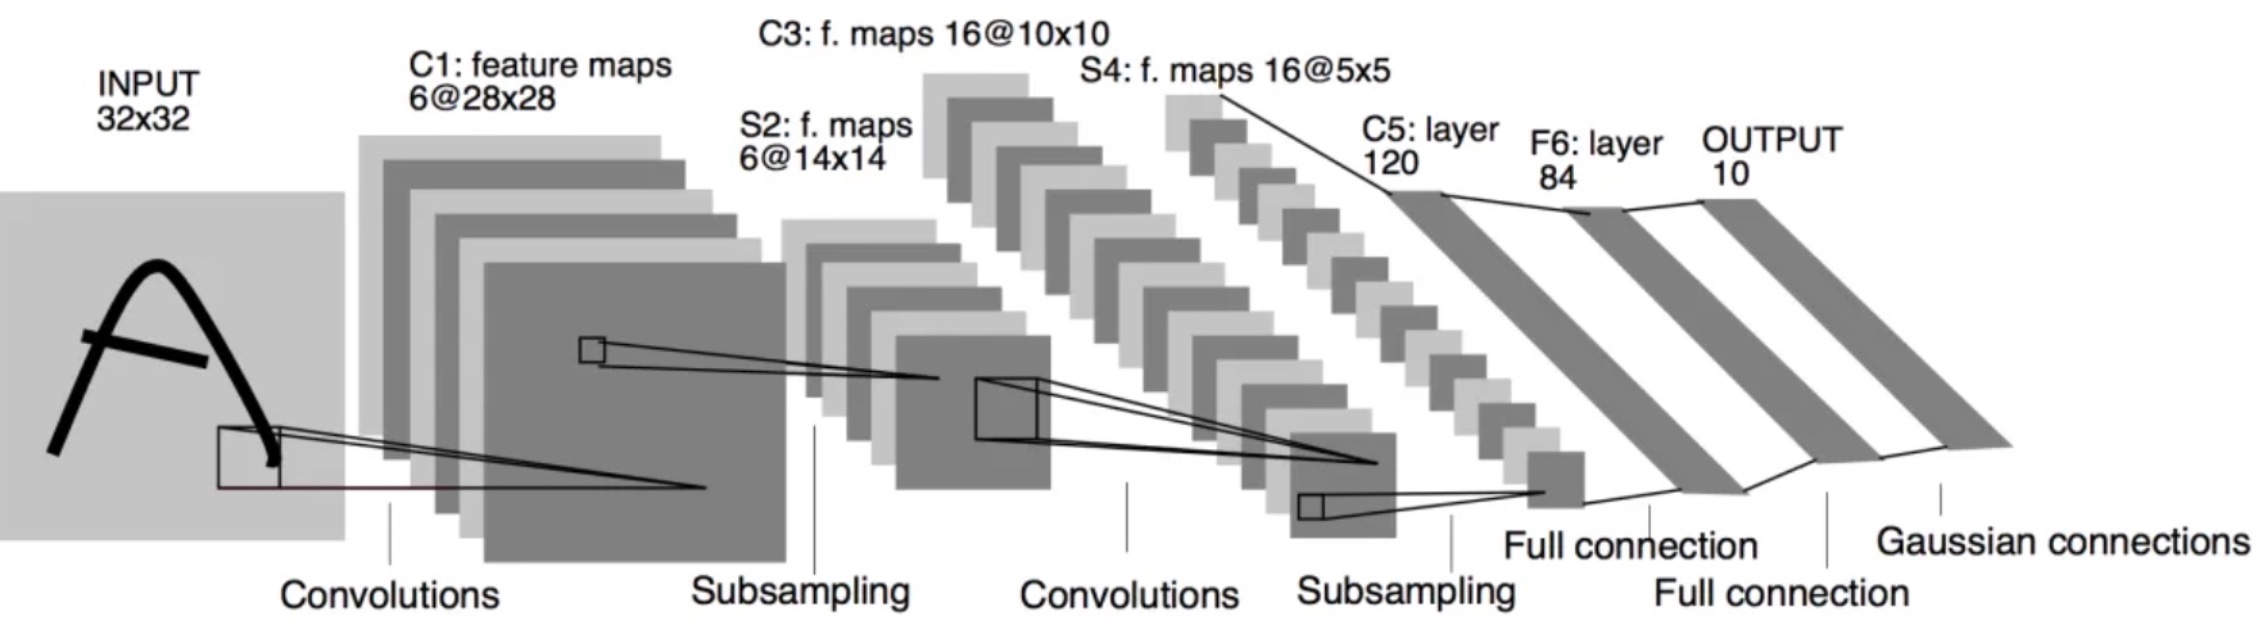 INPUT
32x32
C1: feature maps
6@28x28
S2: f. maps
6@14x14
C3: f. maps 16@10x10
S4: f. maps 16@5x5
C5: layer
120
F6: layer
84
OUTPUT
10
Convolutions
Subsampling
Convolutions
Subsampling
Full connection
Full connection
Gaussian connections
A